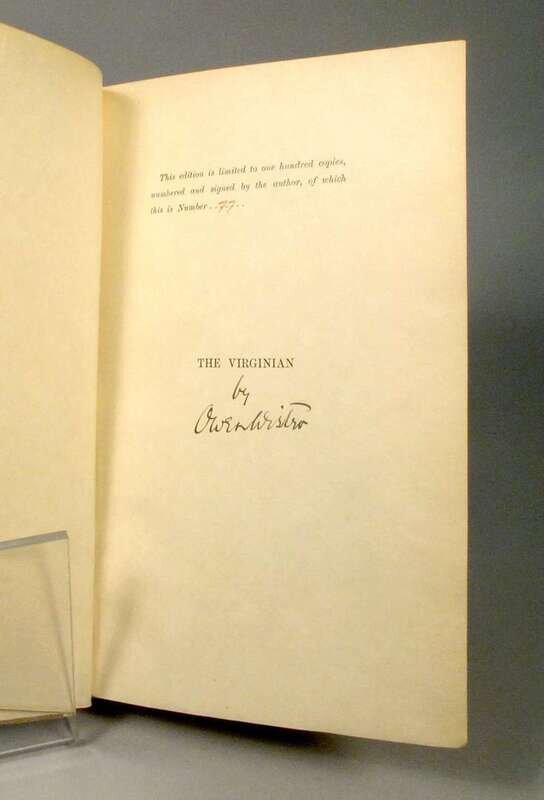 This edition is limited to one hundred copies,
numbered and signed by the author, of which
this is Number..77..
THE VIRGINIAN
by
Owen Wister